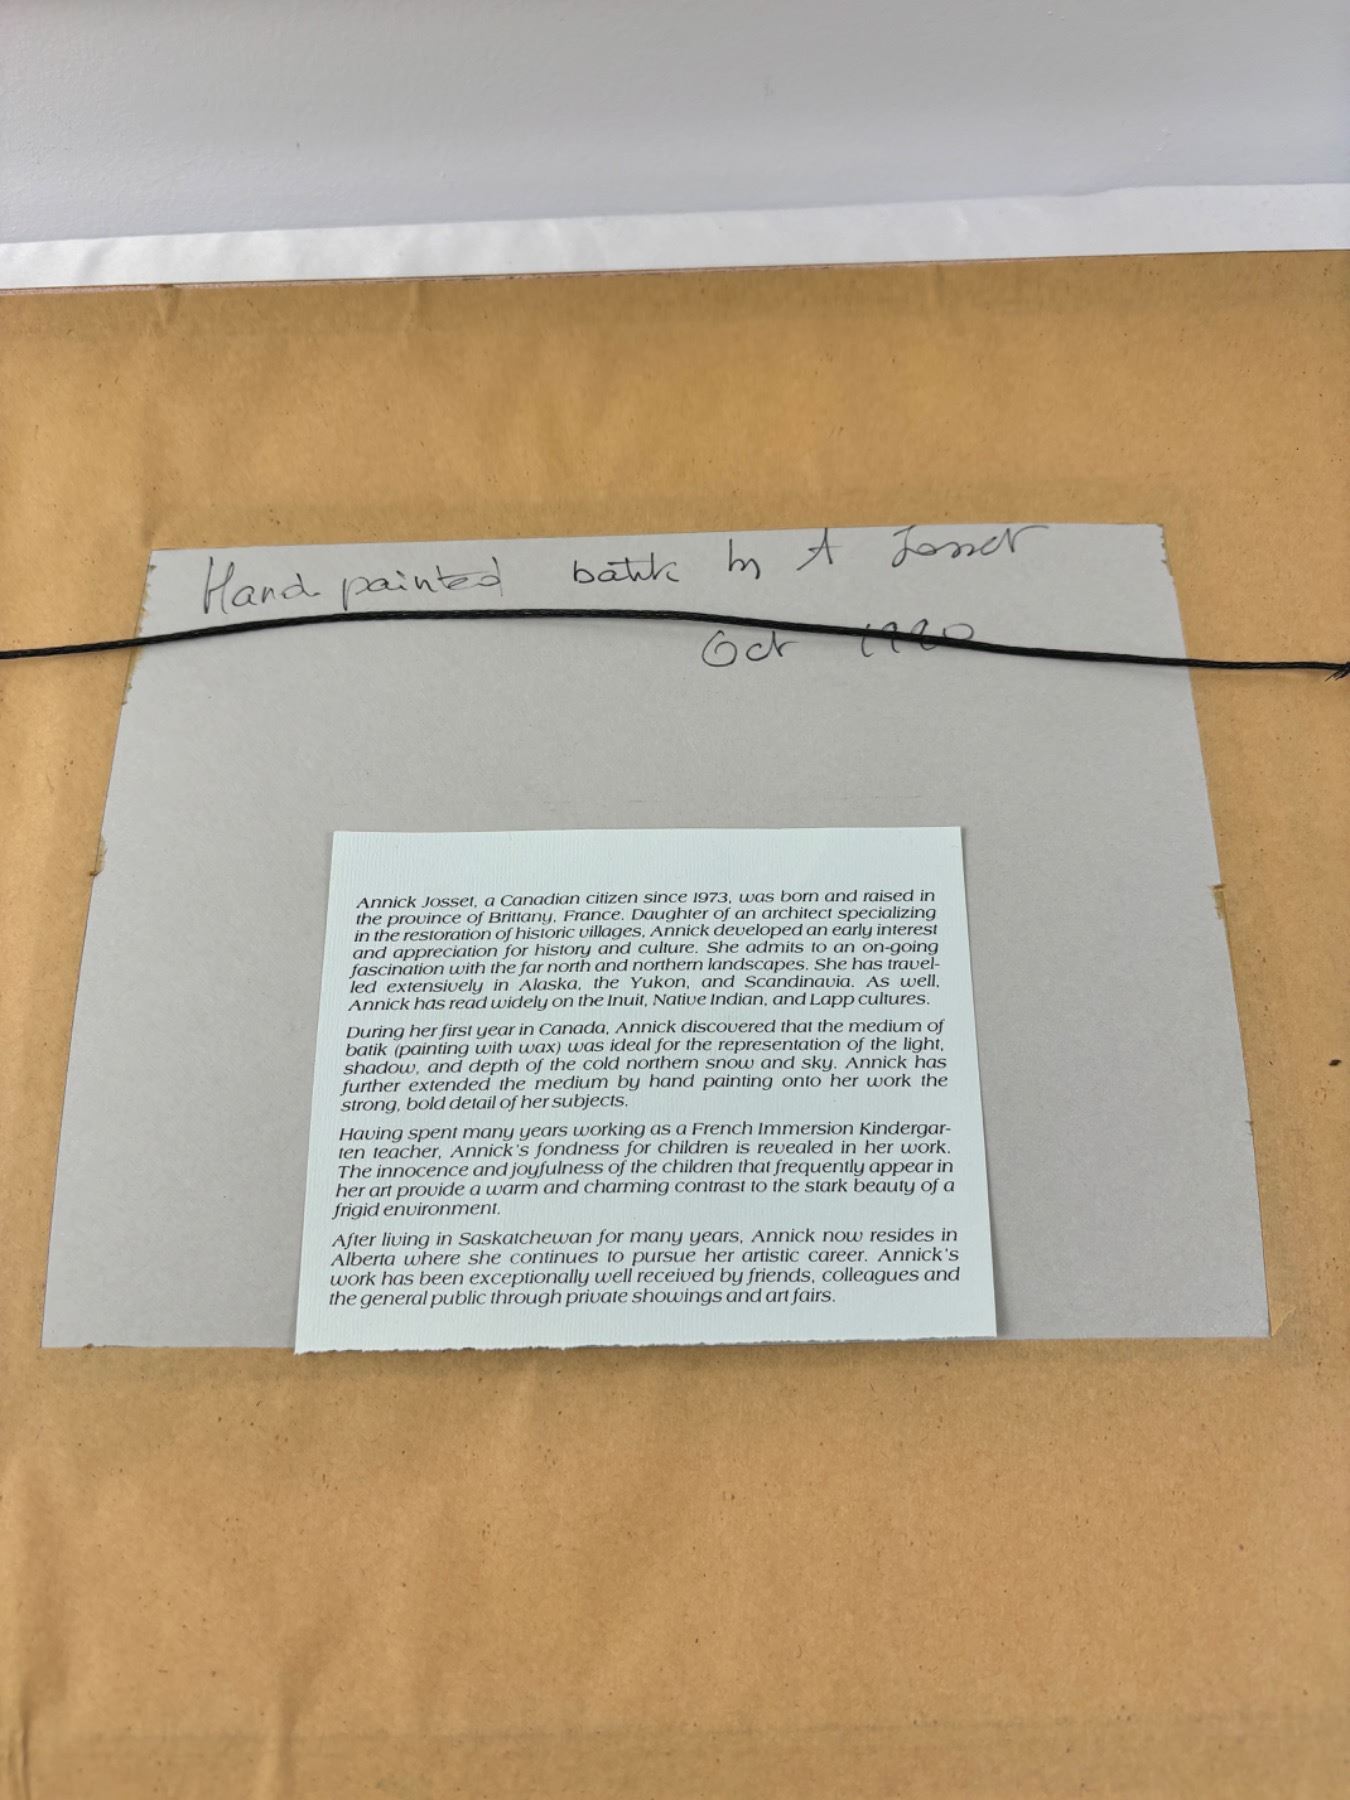 Hand painted batik by A Josset
Oct 1990
Annick Josset, a Canadian citizen since 1973, was born and raised in
the province of Brittany, France. Daughter of an architect specializing
in the restoration of historic villages, Annick developed an early interest
and appreciation for history and culture. She admits to an on-going
fascination with the far north and northern landscapes. She has travel-
led extensively in Alaska, the Yukon, and Scandinavia. As well,
Annick has read widely on the Inuit, Native Indian, and Lapp cultures.
During her first year in Canada, Annick discovered that the medium of
batik (painting with wax) was ideal for the representation of the light,
shadow, and depth of the cold northern snow and sky. Annick has
further extended the medium by hand painting onto her work the
strong, bold detail of her subjects.
Having spent many years working as a French Immersion Kindergar-
ten teacher, Annick's fondness for children is revealed in her work.
The innocence and joyfulness of the children that frequently appear in
her art provide a warm and charming contrast to the stark beauty of a
frigid environment.
After living in Saskatchewan for many years, Annick now resides in
Alberta where she continues to pursue her artistic career. Annick's
work has been exceptionally well received by friends, colleagues and
the general public through private showings and art fairs.